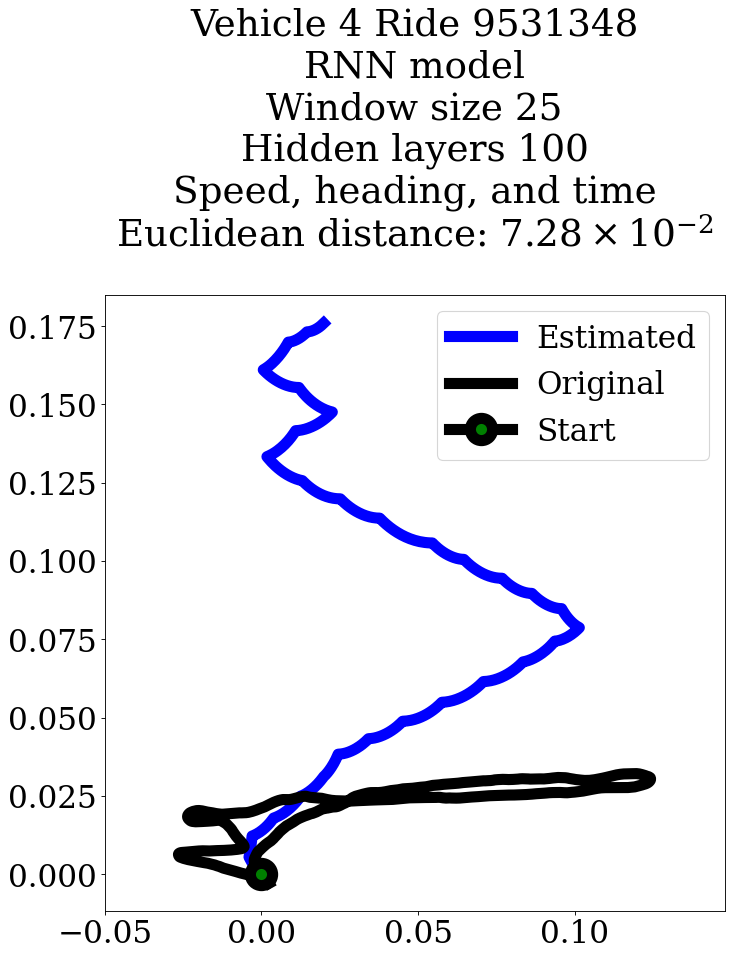 Vehicle 4 Ride 9531348
RNN model
Window size 25
Hidden layers 100
Speed, heading, and time
Euclidean distance: 7.28 × 10⁻²
Estimated
Original
Start
0.175
0.150
0.125
0.100
0.075
0.050
0.025
0.000
−0.05 0.00 0.05 0.10